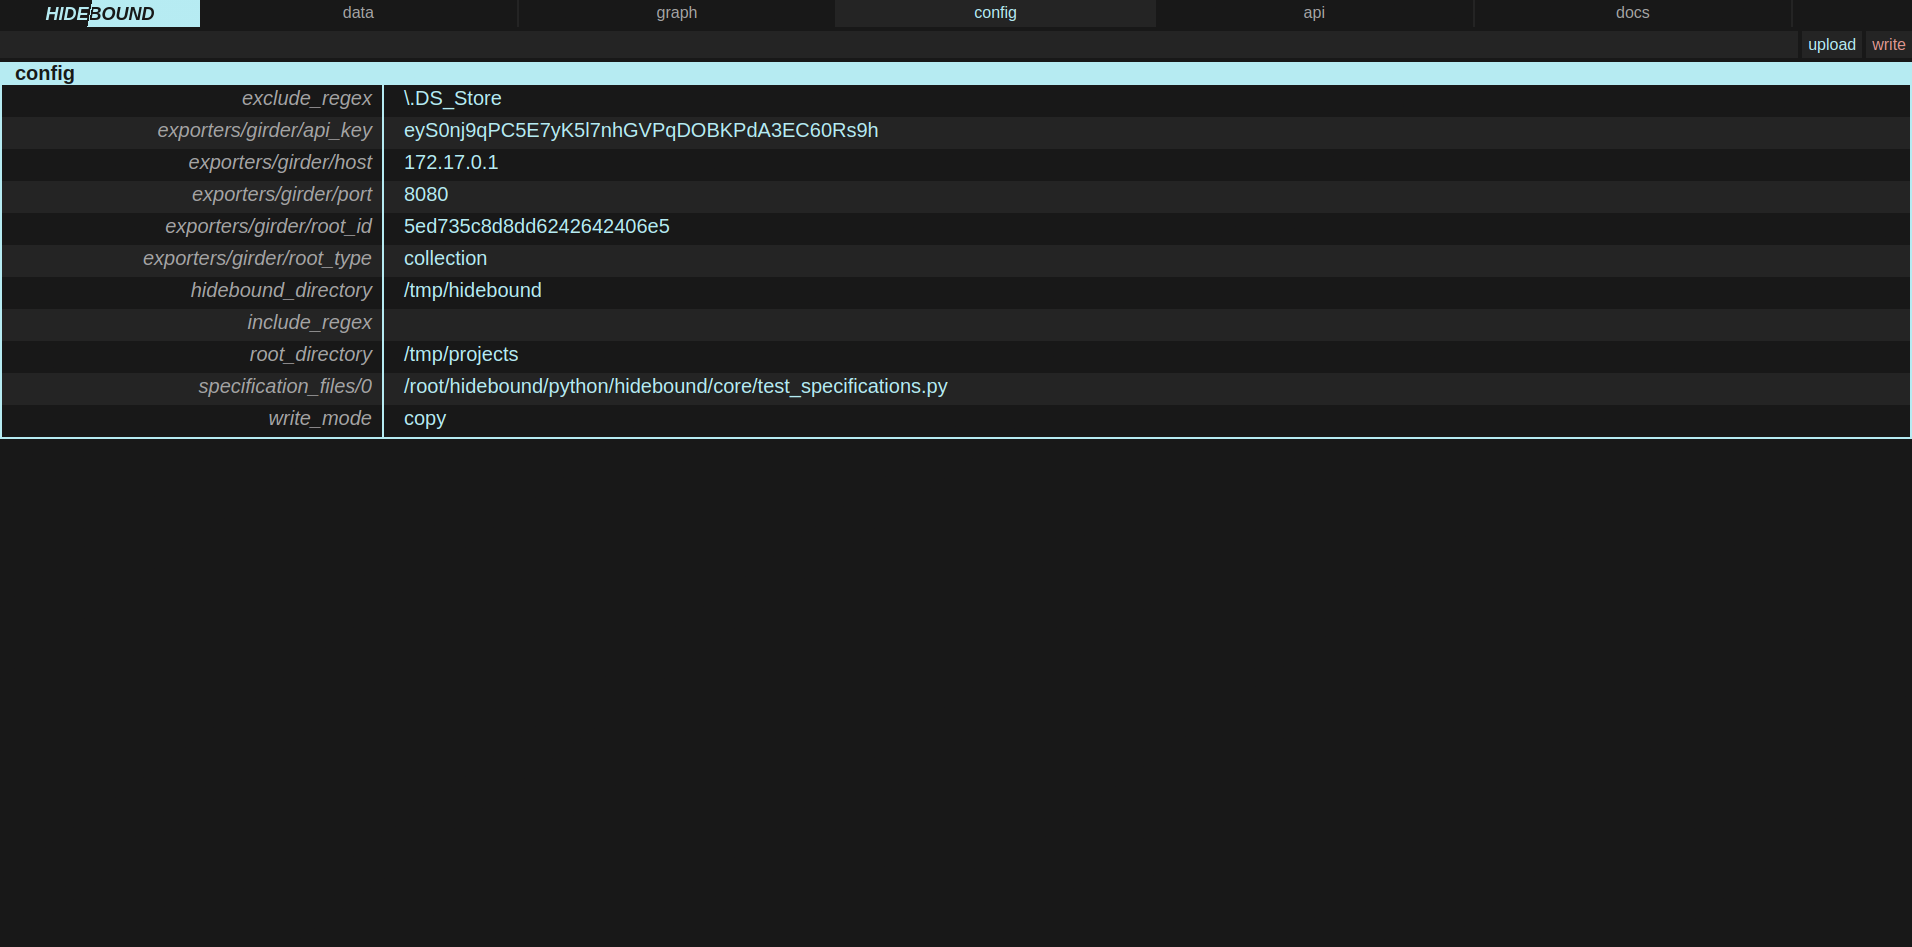 HIDEBOUND data graph config api docs
upload write
config
exclude_regex \.DS_Store
exporters/girder/api_key eyS0nj9qPC5E7yK5l7nhGVPqDOBKPdA3EC60Rs9h
exporters/girder/host 172.17.0.1
exporters/girder/port 8080
exporters/girder/root_id 5ed735c8d8dd6242642406e5
exporters/girder/root_type collection
hidebound_directory /tmp/hidebound
include_regex
root_directory /tmp/projects
specification_files/0 /root/hidebound/python/hidebound/core/test_specifications.py
write_mode copy